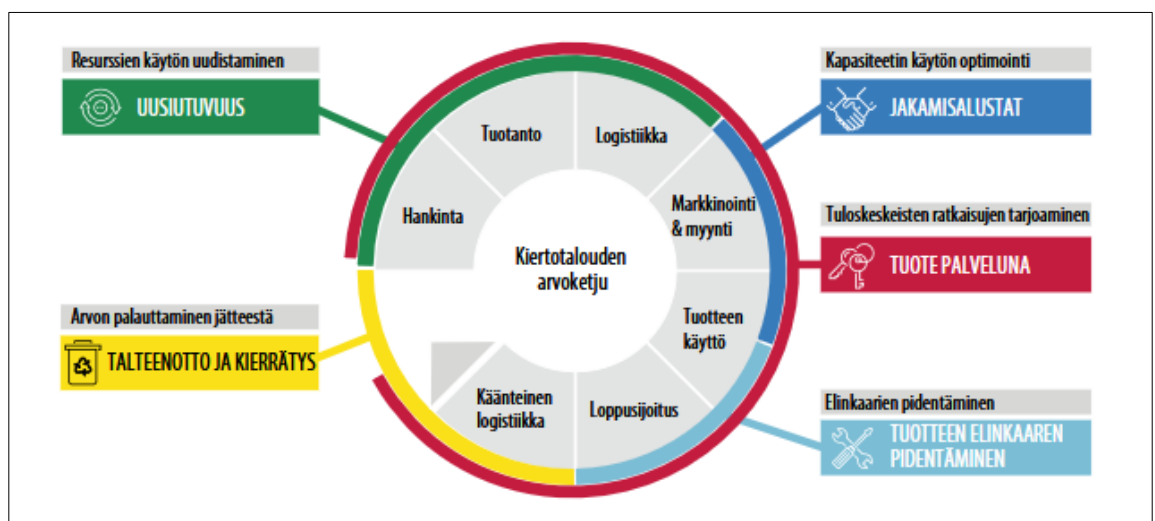 Resurssien käytön uudistaminen
UUSIUTUVUUS
Arvon palauttaminen jätteestä
TALTEENOTTO JA KIERRÄTYS
Tuotanto
Logistiikka
Hankinta
Markkinointi
& myynti
Kiertotalouden
arvoketju
Tuotteen
käyttö
Käänteinen
logistiikka
Loppusijoitus
Kapasiteetin käytön optimointi
JAKAMISALUSTAT
Tuloskeskeisten ratkaisujen tarjoaminen
TUOTE PALVELUNA
Elinkaarien pidentäminen
TUOTTEEN ELINKAAREN
PIDENTÄMINEN